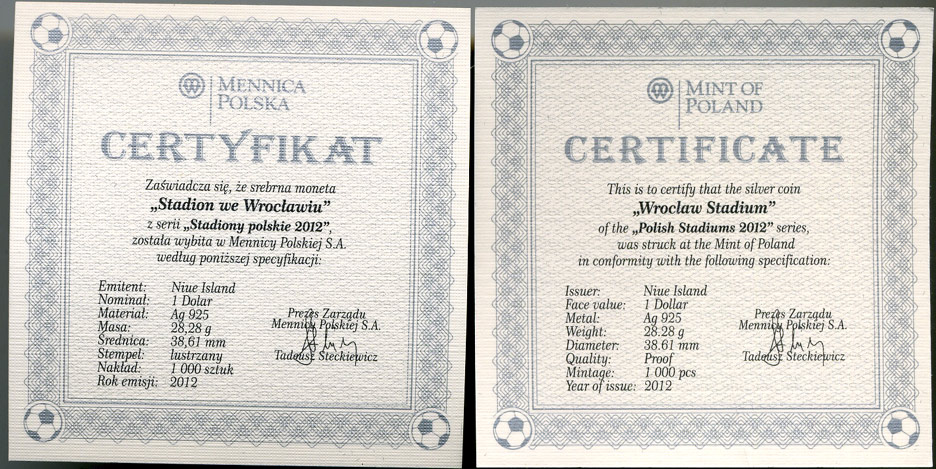 MENNICA
POLSKA
CERTYFIKAT
Zaświadcza się, że srebrna moneta
„Stadion we Wrocławiu”
z serii „Stadiony polskie 2012”,
została wybita w Mennicy Polskiej S.A.
według poniższej specyfikacji:
Emitent: Niue Island
Nominał: 1 Dolar
Materiał: Ag 925
Masa: 28,28 g
Średnica: 38,61 mm
Stempel: lustrzany
Nakład: 1 000 sztuk
Rok emisji: 2012
Prezes Zarządu
Mennicy Polskiej S.A.
Tadeusz Steckiewicz
MINT OF
POLAND
CERTIFICATE
This is to certify that the silver coin
„Wroclaw Stadium”
of the „Polish Stadiums 2012” series,
was struck at the Mint of Poland
in conformity with the following specification:
Issuer: Niue Island
Face value: 1 Dollar
Metal: Ag 925
Weight: 28.28 g
Diameter: 38.61 mm
Quality: Proof
Mintage: 1 000 pcs
Year of issue: 2012
Prezes Zarządu
Mennicy Polskiej S.A.
Tadeusz Steckiewicz